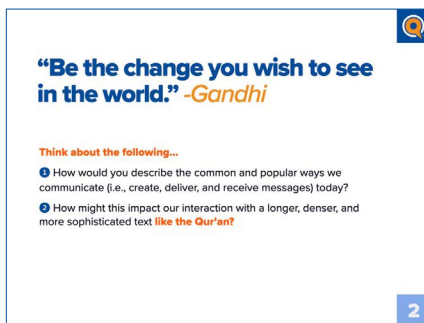 “Be the change you wish to see
in the world.” -Gandhi
Think about the following...
1 How would you describe the common and popular ways we
communicate (i.e., create, deliver, and receive messages) today?
2 How might this impact our interaction with a longer, denser, and
more sophisticated text like the Qur'an?
2